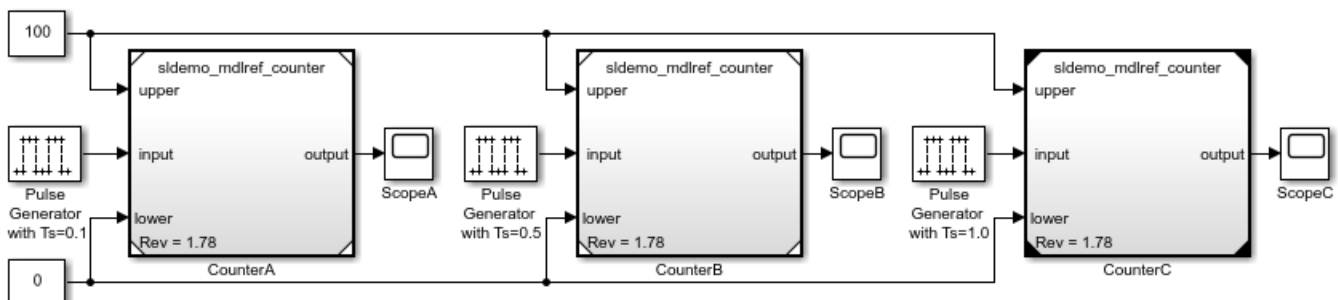 100
sldemo_mdlref_counter
upper
input
output
lower
Rev = 1.78
CounterA
Pulse
Generator
with Ts=0.1
ScopeA
sldemo_mdlref_counter
upper
input
output
lower
Rev = 1.78
CounterB
Pulse
Generator
with Ts=0.5
ScopeB
sldemo_mdlref_counter
upper
input
output
lower
Rev = 1.78
CounterC
Pulse
Generator
with Ts=1.0
ScopeC
0